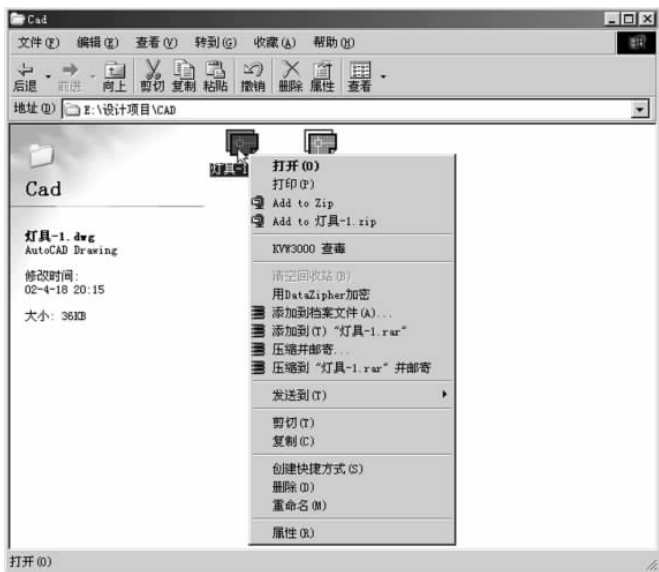 Cad
文件(F) 编辑(E) 查看(V) 转到(G) 收藏(A) 帮助(H)
后退 前进 向上 剪切 复制 粘贴 撤销 删除 属性 查看
地址(D) E:\设计项目\CAD
Cad
灯具-1.dwg
AutoCAD Drawing
修改时间:
02-4-18 20:15
大小: 36KB
灯具-1
打开(O)
打印(P)
Add to Zip
Add to 灯具-1.zip
KVW3000 查毒
清空回收站(B)
用DataZipher加密
添加到档案文件(A)...
添加到(T) "灯具-1.rar"
压缩并邮寄...
压缩到 "灯具-1.rar" 并邮寄
发送到(T)
剪切(T)
复制(C)
创建快捷方式(S)
删除(D)
重命名(M)
属性(R)
打开(O)